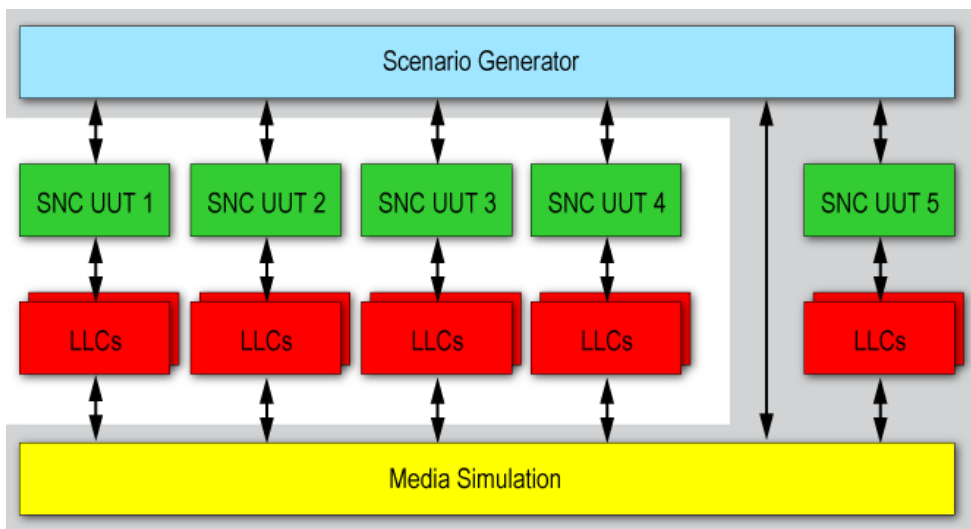 Scenario Generator
SNC UUT 1
SNC UUT 2
SNC UUT 3
SNC UUT 4
SNC UUT 5
LLCs
LLCs
LLCs
LLCs
LLCs
Media Simulation